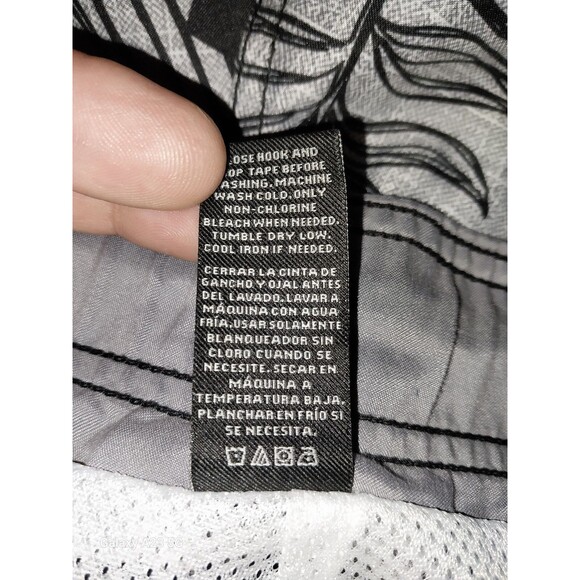 LOSE HOOK AND
OP TAPE BEFORE
ASHING. MACHINE
WASH COLD. ONLY
NON-CHLORINE
BLEACH WHEN NEEDED.
TUMBLE DRY LOW.
COOL IRON IF NEEDED.
CERRAR LA CINTA DE
GANCHO Y OJAL ANTES
DEL LAVADO. LAVAR A
MÁQUINA CON AGUA
FRÍA. USAR SOLAMENTE
BLANQUEADOR SIN
CLORO CUANDO SE
NECESITE. SECAR EN
MÁQUINA A
TEMPERATURA BAJA.
PLANCHAR EN FRÍO SI
SE NECESITA.